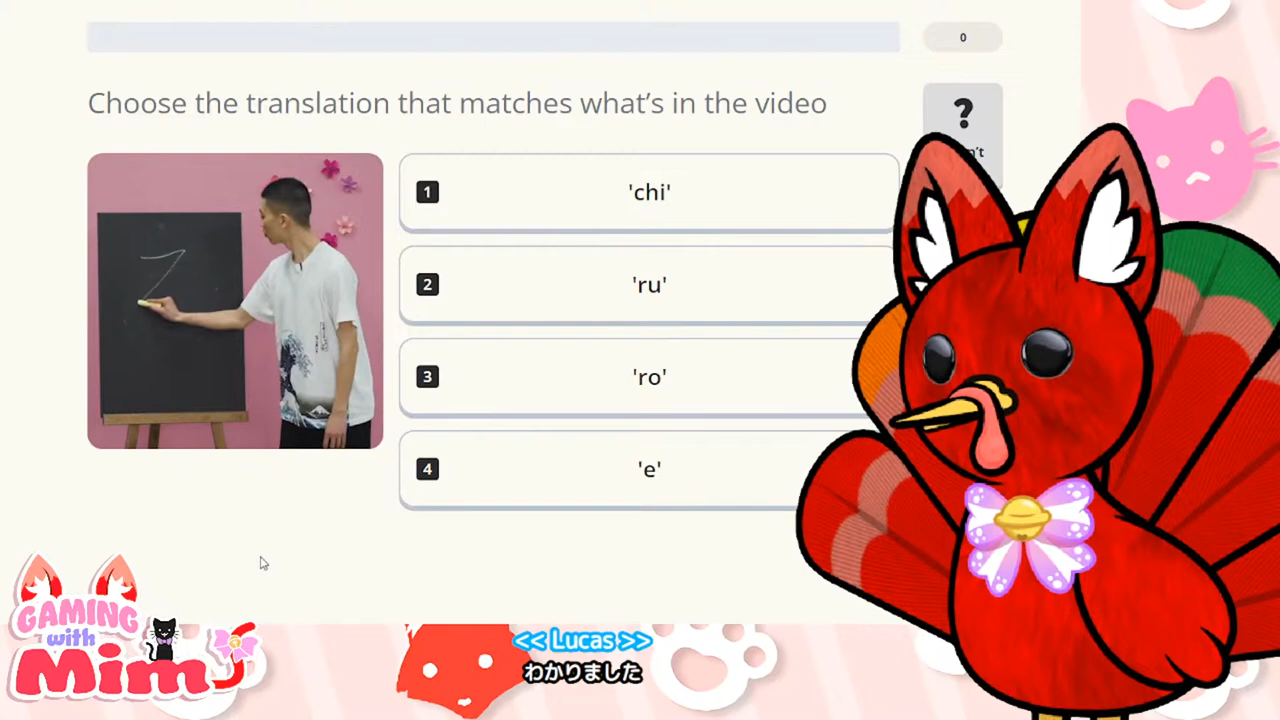 0
Choose the translation that matches what's in the video
?
't
1 'chi'
2 'ru'
3 'ro'
4 'e'
GAMING
with
Mim
<< Lucas >>
わかりました